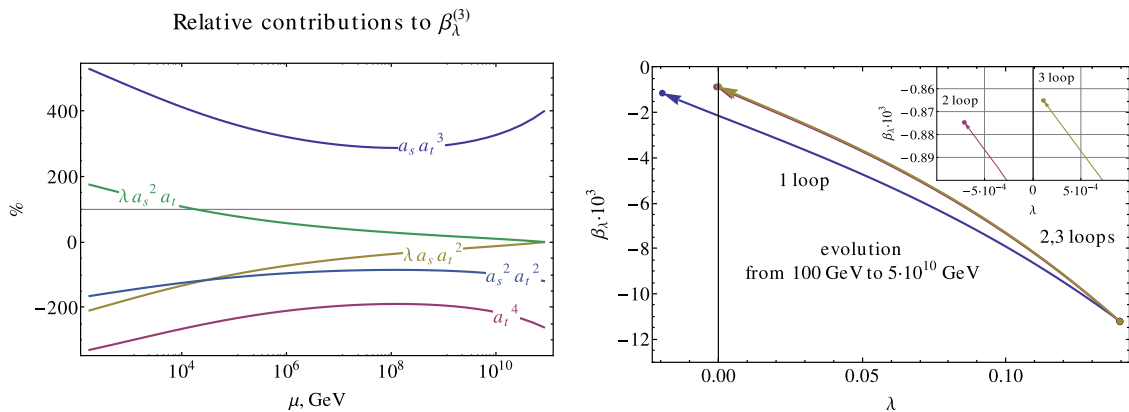 Relative contributions to β_λ^(3)
400
200
0
−200
%
a_s a_t^3
λ a_s^2 a_t
λ a_s a_t^2
a_s^2 a_t^2
a_t^4
10^4
10^6
10^8
10^10
μ, GeV
0
−2
−4
−6
−8
−10
−12
β_λ·10^3
1 loop
2,3 loops
evolution
from 100 GeV to 5·10^10 GeV
0.00
0.05
0.10
λ
2 loop
3 loop
−0.86
−0.87
−0.88
−0.89
β_λ·10^3
−5·10^-4
0
5·10^-4
λ